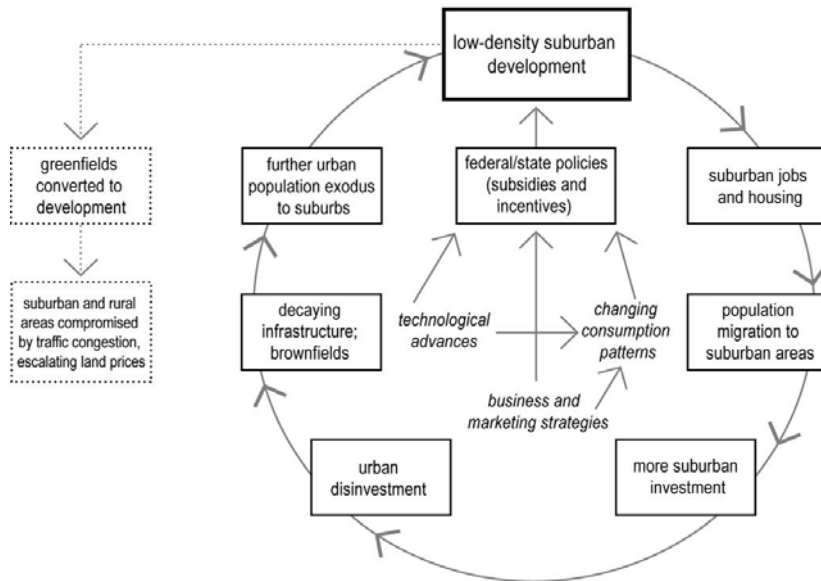 low-density suburban
development
greenfields
converted to
development
further urban
population exodus
to suburbs
federal/state policies
(subsidies and
incentives)
suburban jobs
and housing
suburban and rural
areas compromised
by traffic congestion,
escalating land prices
decaying
infrastructure;
brownfields
technological
advances
changing
consumption
patterns
population
migration to
suburban areas
business and
marketing strategies
urban
disinvestment
more suburban
investment